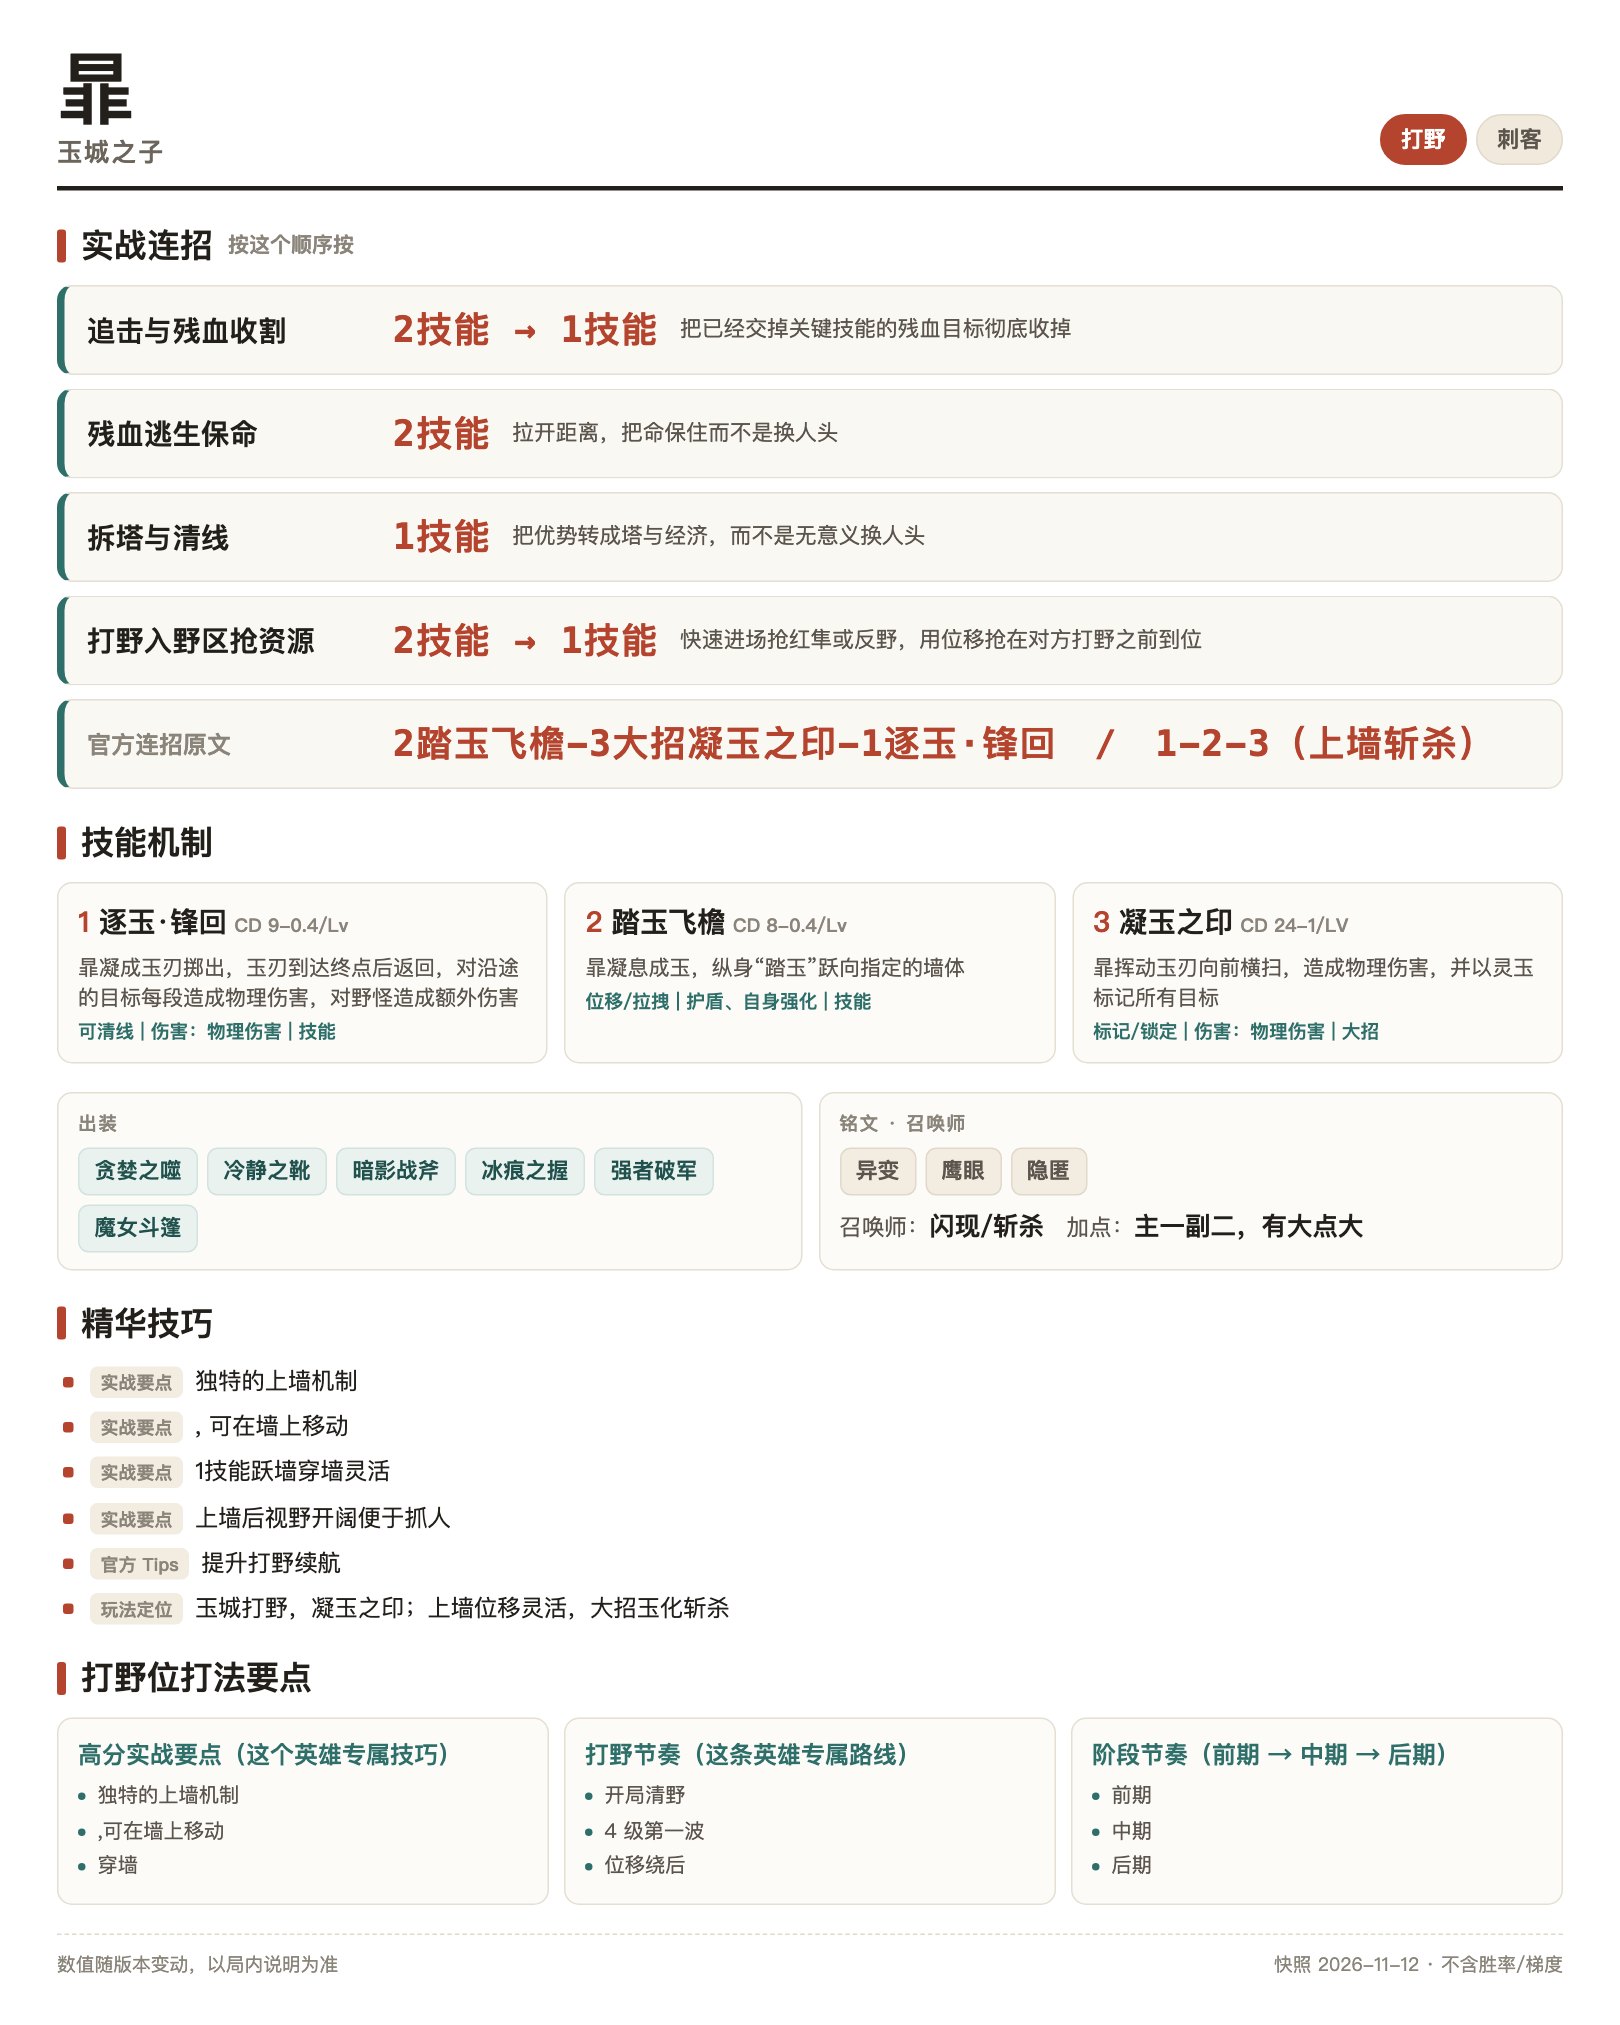 暃
玉城之子
打野 刺客
实战连招 按这个顺序按
追击与残血收割 2技能 → 1技能 把已经交掉关键技能的残血目标彻底收掉
残血逃生保命 2技能 拉开距离，把命保住而不是换人头
拆塔与清线 1技能 把优势转成塔与经济，而不是无意义换人头
打野入野区抢资源 2技能 → 1技能 快速进场抢红隼或反野，用位移抢在对方打野之前到位
官方连招原文 2踏玉飞檐-3大招凝玉之印-1逐玉·锋回 / 1-2-3（上墙斩杀）
技能机制
1 逐玉·锋回 CD 9-0.4/Lv
暃凝成玉刃掷出，玉刃到达终点后返回，对沿途
的目标每段造成物理伤害，对野怪造成额外伤害
可清线 | 伤害：物理伤害 | 技能
2 踏玉飞檐 CD 8-0.4/Lv
暃凝息成玉，纵身“踏玉”跃向指定的墙体
位移/拉拽 | 护盾、自身强化 | 技能
3 凝玉之印 CD 24-1/LV
暃挥动玉刃向前横扫，造成物理伤害，并以灵玉
标记所有目标
标记/锁定 | 伤害：物理伤害 | 大招
出装
贪婪之噬 冷静之靴 暗影战斧 冰痕之握 强者破军
魔女斗篷
铭文 · 召唤师
异变 鹰眼 隐匿
召唤师：闪现/斩杀 加点：主一副二，有大点大
精华技巧
实战要点 独特的上墙机制
实战要点 ，可在墙上移动
实战要点 1技能跃墙穿墙灵活
实战要点 上墙后视野开阔便于抓人
官方 Tips 提升打野续航
玩法定位 玉城打野，凝玉之印；上墙位移灵活，大招玉化斩杀
打野位打法要点
高分实战要点（这个英雄专属技巧）
独特的上墙机制
,可在墙上移动
穿墙
打野节奏（这条英雄专属路线）
开局清野
4 级第一波
位移绕后
阶段节奏（前期 → 中期 → 后期）
前期
中期
后期
数值随版本变动，以局内说明为准
快照 2026-11-12 · 不含胜率/梯度